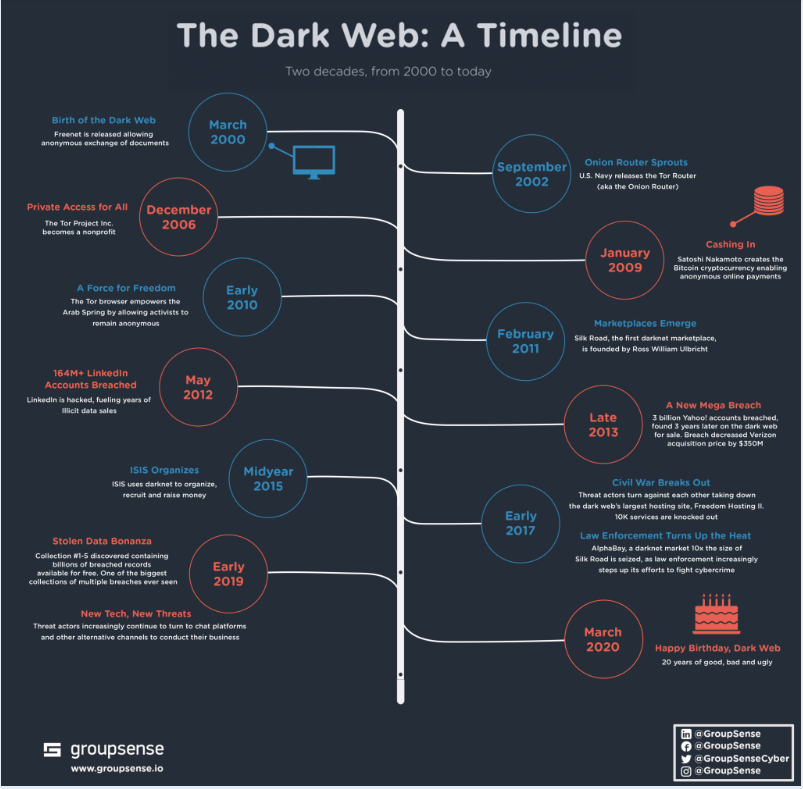 The Dark Web: A Timeline
Two decades, from 2000 to today
Birth of the Dark Web
Freenet is released allowing
anonymous exchange of documents
March
2000
September
2002
Onion Router Sprouts
U.S. Navy releases the Tor Router
(aka the Onion Router)
Private Access for All
The Tor Project Inc.
becomes a nonprofit
December
2006
January
2009
Cashing In
Satoshi Nakamoto creates the
Bitcoin cryptocurrency enabling
anonymous online payments
A Force for Freedom
The Tor browser empowers the
Arab Spring by allowing activists to
remain anonymous
Early
2010
February
2011
Marketplaces Emerge
Silk Road, the first darknet marketplace,
is founded by Ross William Ulbricht
164M+ LinkedIn
Accounts Breached
LinkedIn is hacked, fueling years of
Illicit data sales
May
2012
Late
2013
A New Mega Breach
3 billion Yahoo! accounts breached,
found 3 years later on the dark web
for sale. Breach decreased Verizon
acquisition price by $350M
ISIS Organizes
ISIS uses darknet to organize,
recruit and raise money
Midyear
2015
Early
2017
Civil War Breaks Out
Threat actors turn against each other taking down
the dark web's largest hosting site, Freedom Hosting II.
10K services are knocked out
Law Enforcement Turns Up the Heat
AlphaBay, a darknet market 10x the size of
Silk Road is seized, as law enforcement increasingly
steps up its efforts to fight cybercrime
Stolen Data Bonanza
Collection #1-5 discovered containing
billions of breached records
available for free. One of the biggest
collections of multiple breaches ever seen
Early
2019
New Tech, New Threats
Threat actors increasingly continue to turn to chat platforms
and other alternative channels to conduct their business
March
2020
Happy Birthday, Dark Web
20 years of good, bad and ugly
groupsense
www.groupsense.io
@GroupSense
@GroupSense
@GroupSenseCyber
@GroupSense